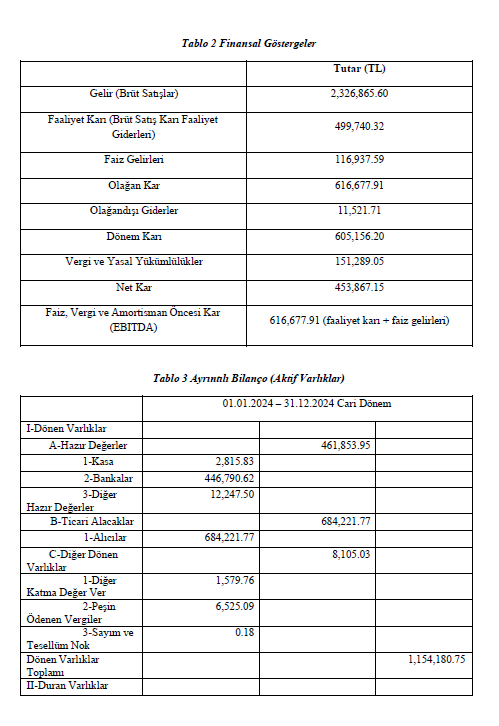 Tablo 2 Finansal Göstergeler
Tutar (TL)
Gelir (Brüt Satışlar) 2,326,865.60
Faaliyet Karı (Brüt Satış Karı Faaliyet
Giderleri) 499,740.32
Faiz Gelirleri 116,937.59
Olağan Kar 616,677.91
Olağandışı Giderler 11,521.71
Dönem Karı 605,156.20
Vergi ve Yasal Yükümlülükler 151,289.05
Net Kar 453,867.15
Faiz, Vergi ve Amortisman Öncesi Kar
(EBITDA) 616,677.91 (faaliyet karı + faiz gelirleri)
Tablo 3 Ayrıntılı Bilanço (Aktif Varlıklar)
01.01.2024 – 31.12.2024 Cari Dönem
I-Dönen Varlıklar
A-Hazır Değerler 461,853.95
1-Kasa 2,815.83
2-Bankalar 446,790.62
3-Diğer 12,247.50
Hazır Değerler
B-Ticari Alacaklar 684,221.77
1-Alıcılar 684,221.77
C-Diğer Dönen 8,105.03
Varlıklar
1-Diğer 1,579.76
Katma Değer Ver
2-Peşin 6,525.09
Ödenen Vergiler
3-Sayım ve 0.18
Tesellüm Nok
Dönen Varlıklar 1,154,180.75
Toplamı
II-Duran Varlıklar